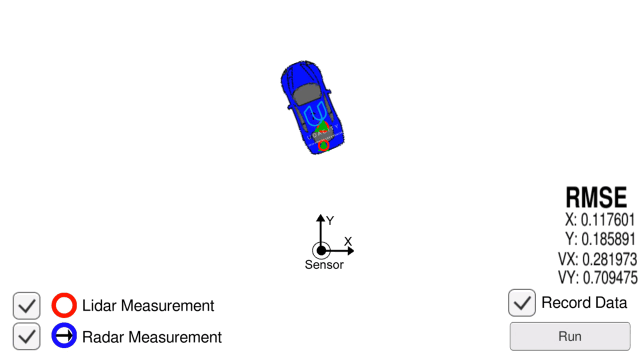 Y
X
Sensor
RMSE
X: 0.117601
Y: 0.185891
VX: 0.281973
VY: 0.709475
Lidar Measurement
Radar Measurement
Record Data
Run